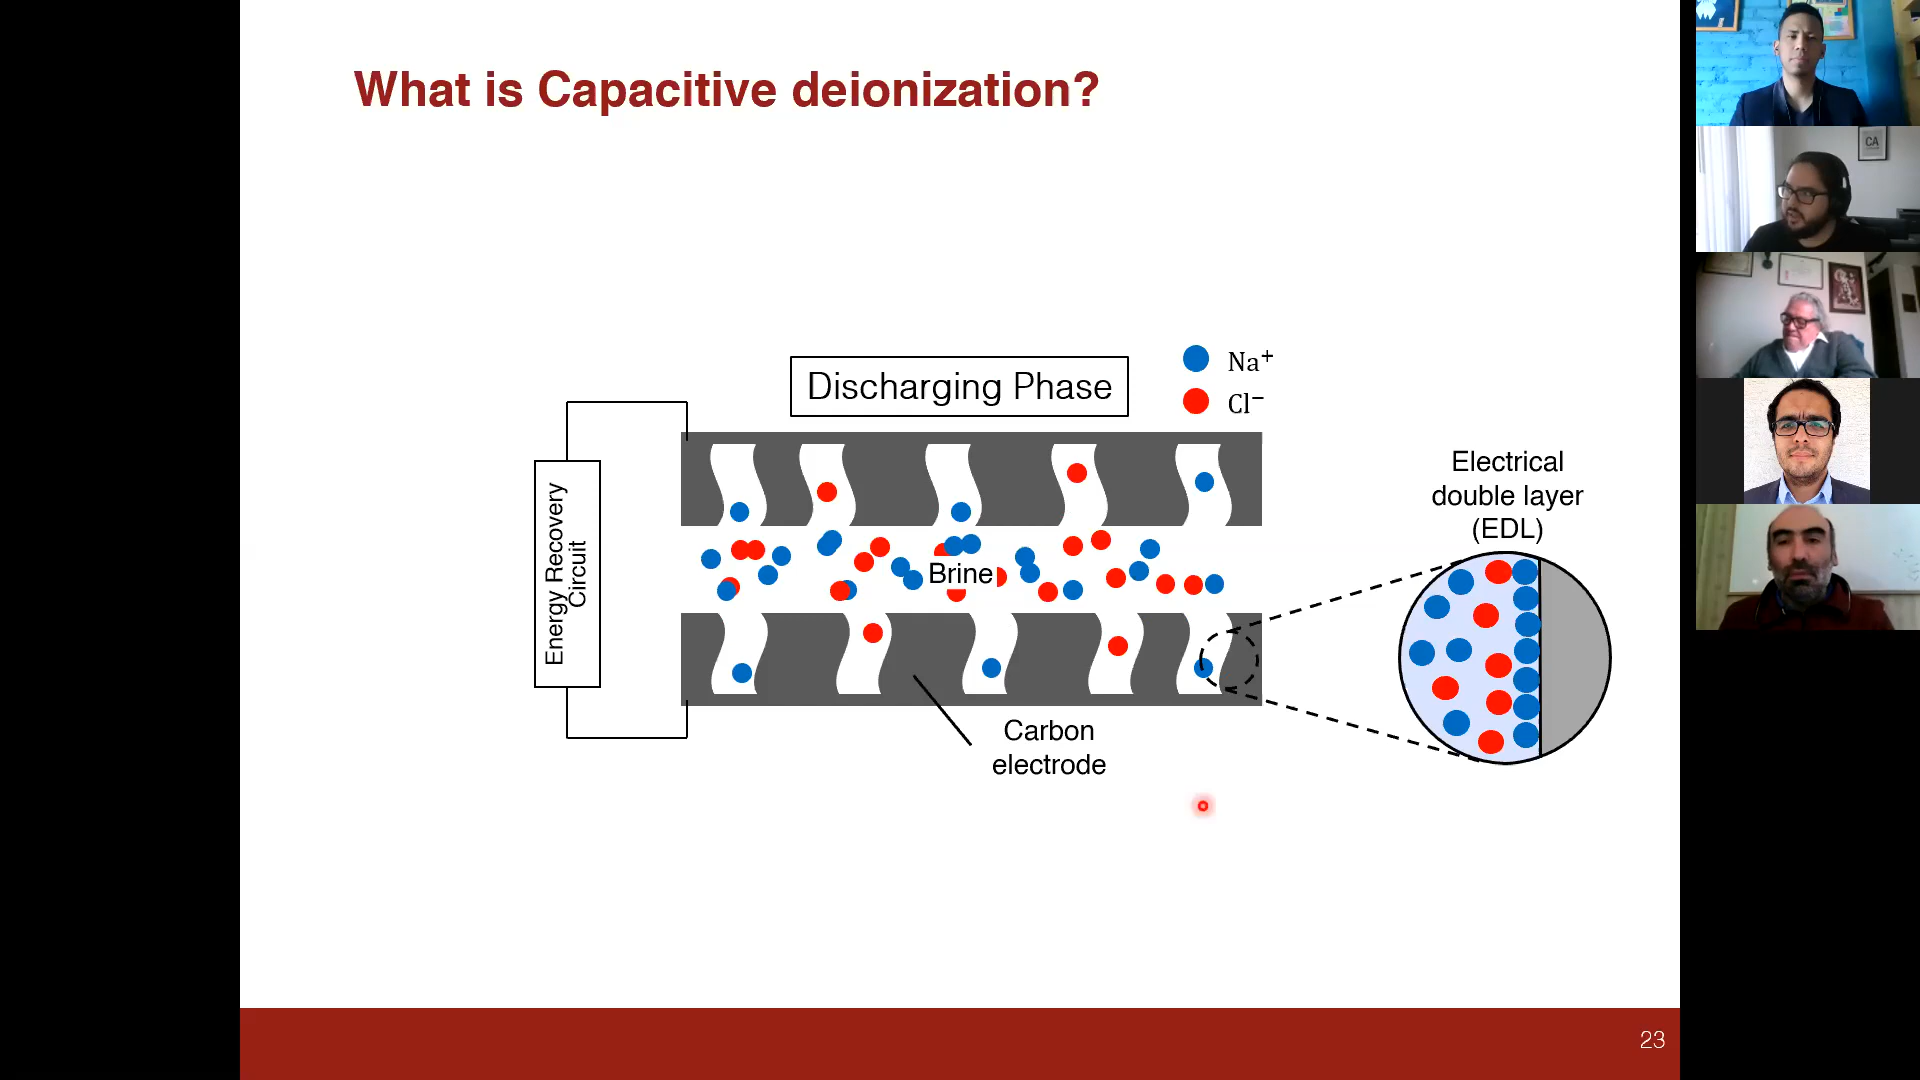 What is Capacitive deionization?
Discharging Phase
Na⁺
Cl⁻
Energy Recovery
Circuit
Brine
Carbon
electrode
Electrical
double layer
(EDL)
23
CA